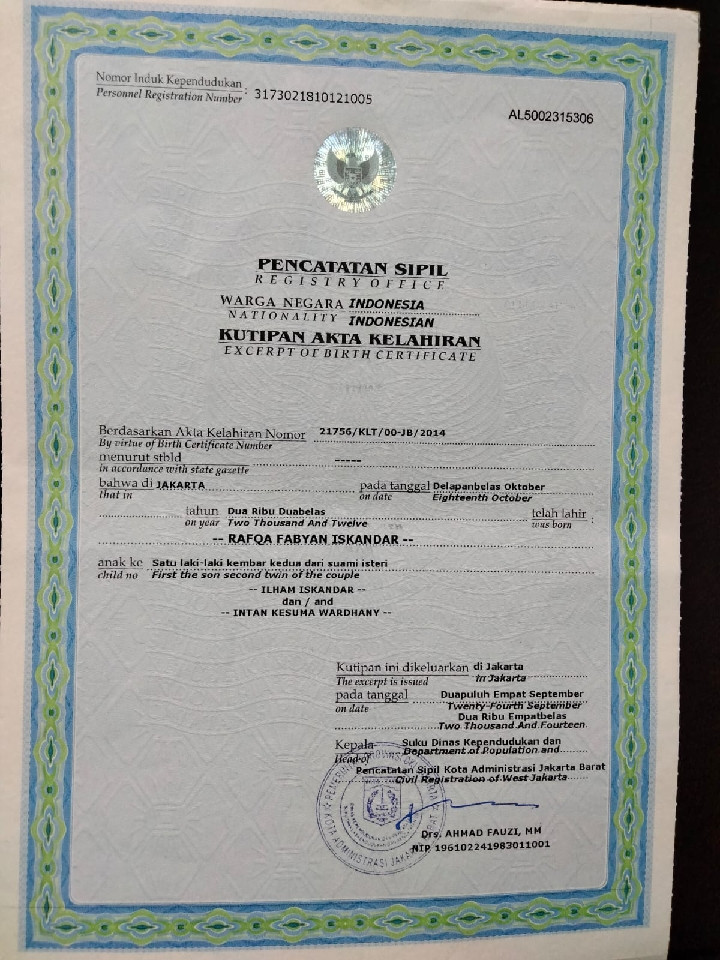 Nomor Induk Kependudukan
Personnel Registration Number : 3173021810121005
AL5002315306
PENCATATAN SIPIL
REGISTRY OFFICE
WARGA NEGARA INDONESIA
NATIONALITY INDONESIAN
KUTIPAN AKTA KELAHIRAN
EXCERPT OF BIRTH CERTIFICATE
Berdasarkan Akta Kelahiran Nomor 21756/KLT/00-JB/2014
By virtue of Birth Certificate Number
menurut stbld -----
in accordance with state gazette
bahwa di JAKARTA pada tanggal Delapanbelas Oktober
that in on date Eighteenth October
tahun Dua Ribu Duabelas telah lahir :
on year Two Thousand And Twelve was born
-- RAFQA FABYAN ISKANDAR --
anak ke Satu laki-laki kembar kedua dari suami isteri
child no First the son second twin of the couple
-- ILHAM ISKANDAR --
dan / and
-- INTAN KESUMA WARDHANY --
Kutipan ini dikeluarkan di Jakarta
The excerpt is issued in Jakarta
pada tanggal Duapuluh Empat September
on date Twenty-Fourth September
Dua Ribu Empatbelas
Two Thousand And Fourteen
Kepala Suku Dinas Kependudukan dan
Head of Department of Population and
Pencatatan Sipil Kota Administrasi Jakarta Barat
Civil Registration of West Jakarta
Drs. AHMAD FAUZI, MM
NIP 196102241983011001